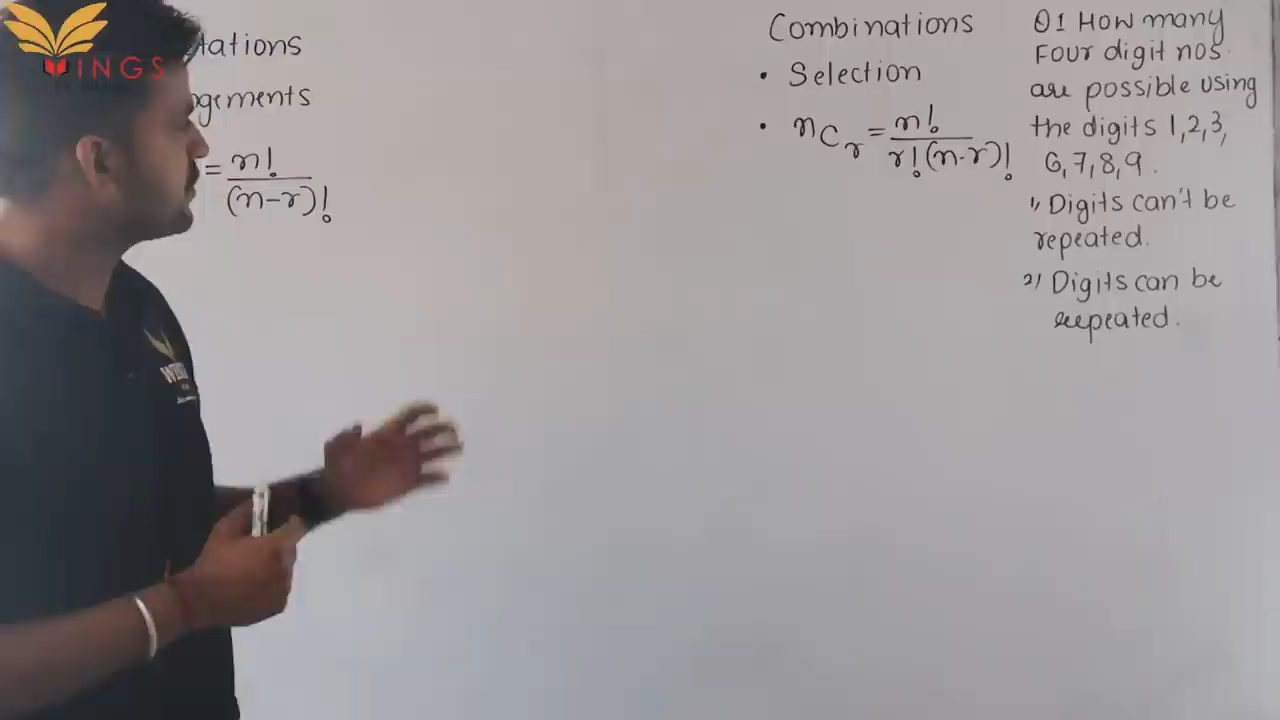 WINGS
tations
ngements
= n!
(n-r)!
Combinations
• Selection
• nCr = n!
r!(n-r)!
Q1 How many
Four digit nos.
are possible using
the digits 1,2,3,
6,7,8,9.
1) Digits can't be
repeated.
2) Digits can be
repeated.